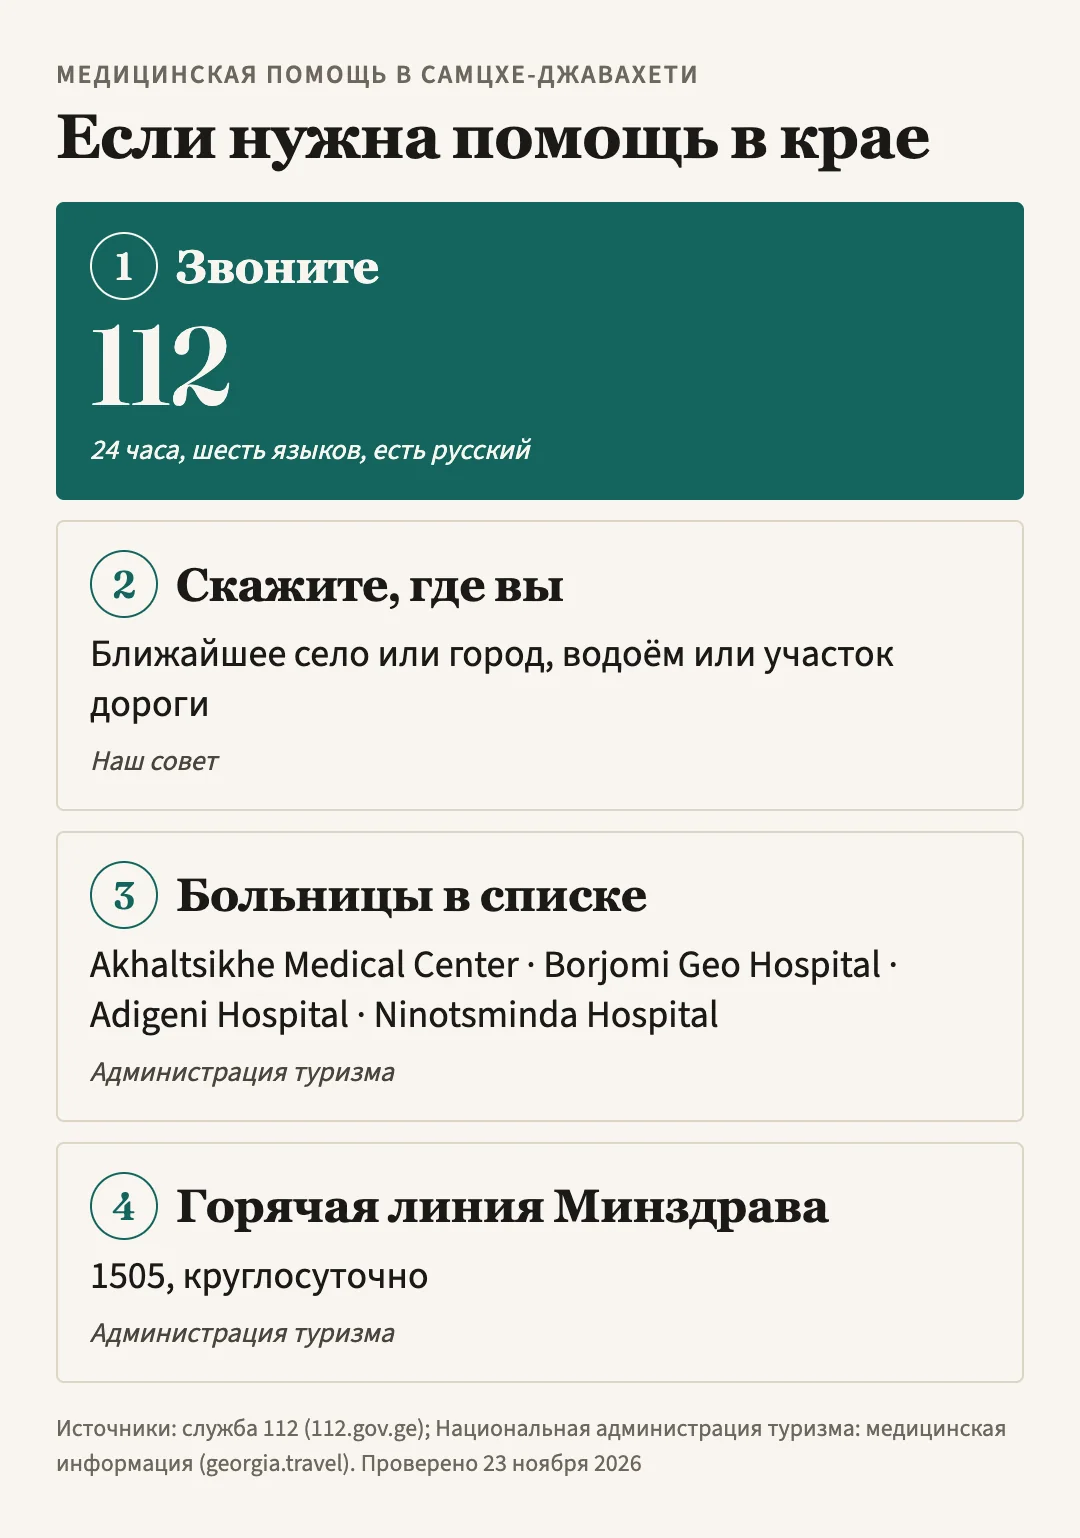 МЕДИЦИНСКАЯ ПОМОЩЬ В САМЦХЕ-ДЖАВАХЕТИ
Если нужна помощь в крае
1 Звоните
112
24 часа, шесть языков, есть русский
2 Скажите, где вы
Ближайшее село или город, водоём или участок
дороги
Наш совет
3 Больницы в списке
Akhaltsikhe Medical Center · Borjomi Geo Hospital ·
Adigeni Hospital · Ninotsminda Hospital
Администрация туризма
4 Горячая линия Минздрава
1505, круглосуточно
Администрация туризма
Источники: служба 112 (112.gov.ge); Национальная администрация туризма: медицинская
информация (georgia.travel). Проверено 23 ноября 2026